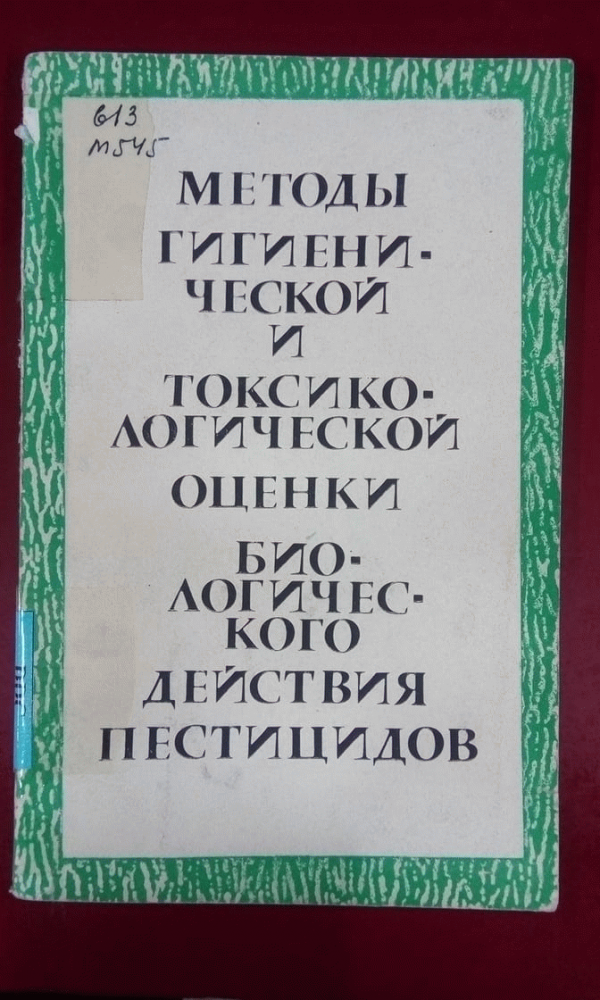 613
М545
МЕТОДЫ
ГИГИЕНИ-
ЧЕСКОЙ
И
ТОКСИКО-
ЛОГИЧЕСКОЙ
ОЦЕНКИ
БИО-
ЛОГИЧЕС-
КОГО
ДЕЙСТВИЯ
ПЕСТИЦИДОВ